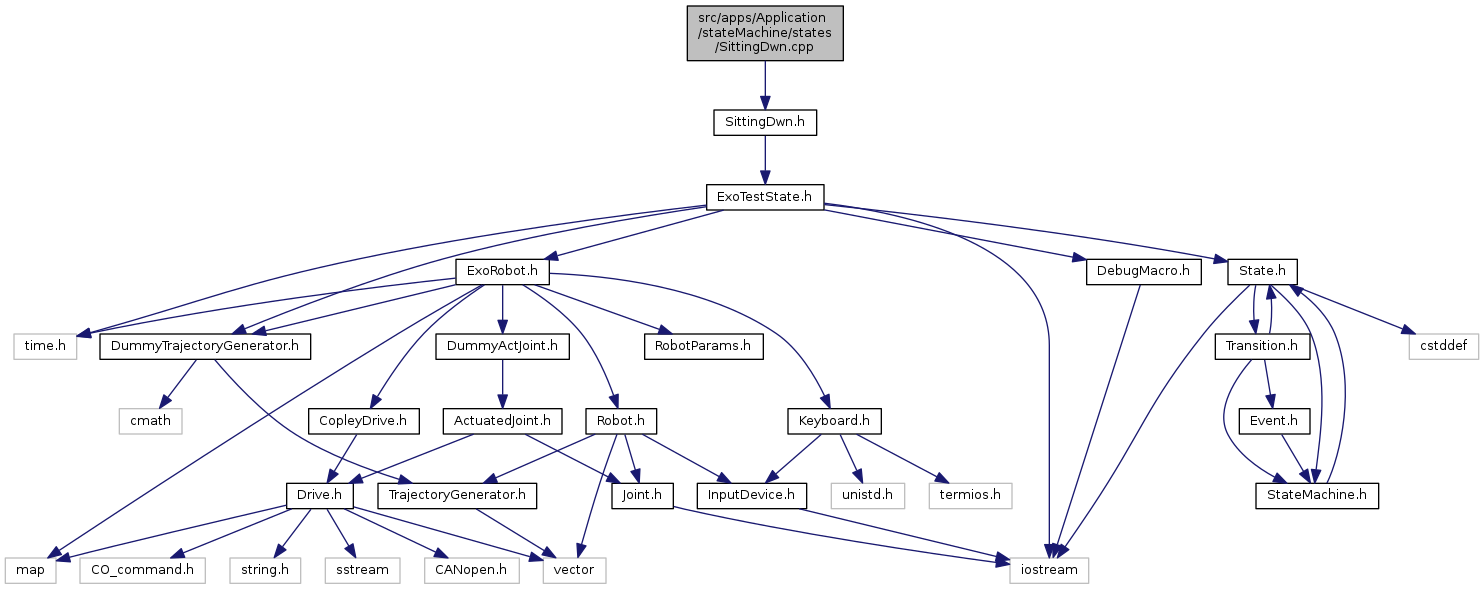 src/apps/Application
/stateMachine/states
/SittingDwn.cpp
SittingDwn.h
ExoTestState.h
ExoRobot.h
DebugMacro.h
State.h
time.h
DummyTrajectoryGenerator.h
DummyActJoint.h
RobotParams.h
Transition.h
cstddef
cmath
CopleyDrive.h
ActuatedJoint.h
Robot.h
Keyboard.h
Event.h
Drive.h
TrajectoryGenerator.h
Joint.h
InputDevice.h
unistd.h
termios.h
StateMachine.h
map
CO_command.h
string.h
sstream
CANopen.h
vector
iostream